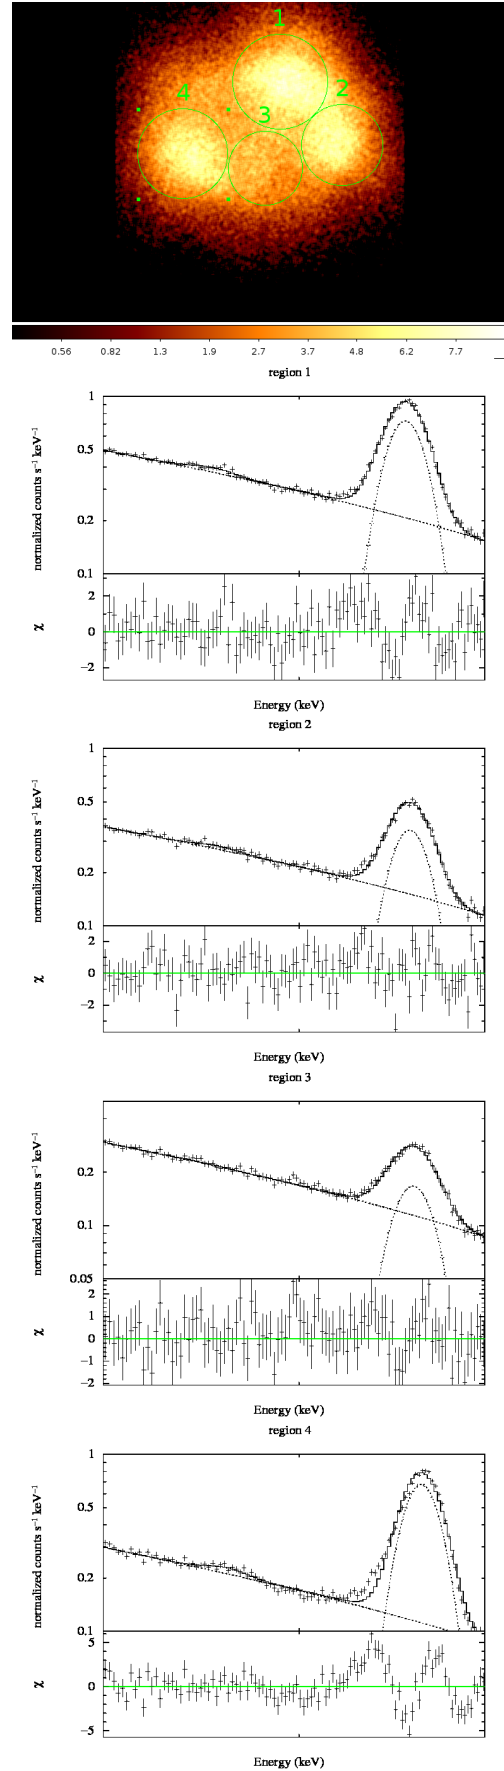 1
2
4
3
0.56 0.82 1.3 1.9 2.7 3.7 4.8 6.2 7.7
region 1
1
0.5
0.2
0.1
normalized counts s⁻¹ keV⁻¹
2
0
−2
χ
Energy (keV)
region 2
1
0.5
0.2
0.1
normalized counts s⁻¹ keV⁻¹
2
0
−2
χ
Energy (keV)
region 3
0.2
0.1
0.05
normalized counts s⁻¹ keV⁻¹
2
1
0
−1
−2
χ
Energy (keV)
region 4
1
0.5
0.2
0.1
normalized counts s⁻¹ keV⁻¹
5
0
−5
χ
Energy (keV)